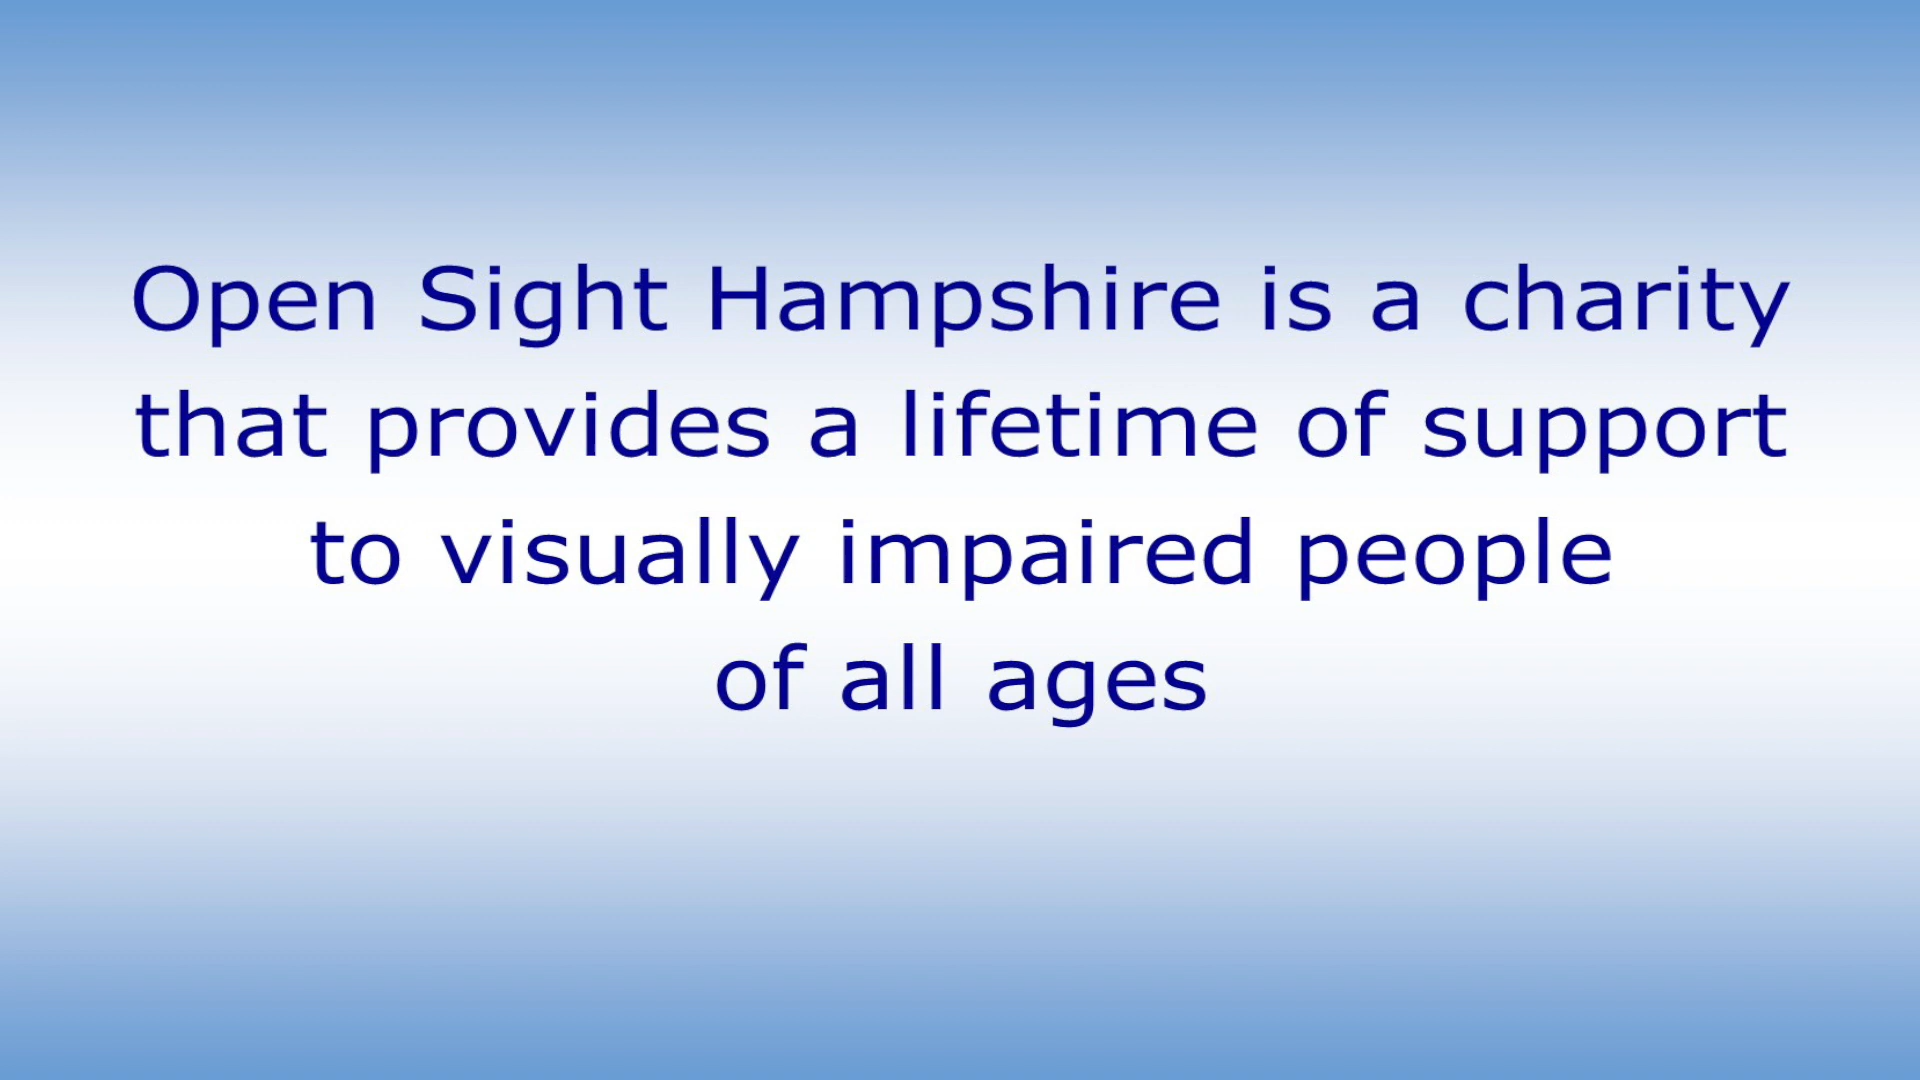 Open Sight Hampshire is a charity
that provides a lifetime of support
to visually impaired people
of all ages